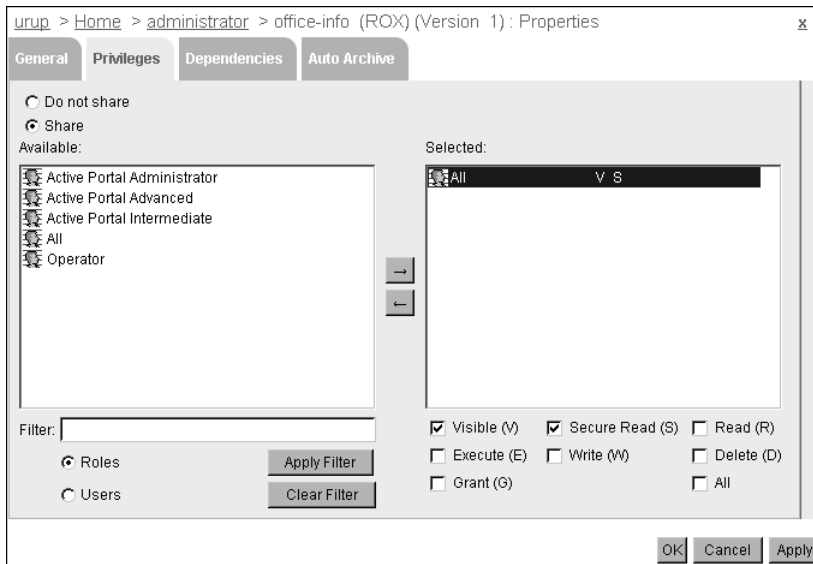 urup > Home > administrator > office-info (ROX) (Version 1) : Properties x
General Privileges Dependencies Auto Archive
Do not share
Share
Available: Selected:
Active Portal Administrator
Active Portal Advanced
Active Portal Intermediate
All
Operator
All V S
→
←
Filter:
Roles Apply Filter
Users Clear Filter
Visible (V) Secure Read (S) Read (R)
Execute (E) Write (W) Delete (D)
Grant (G) All
OK Cancel Apply